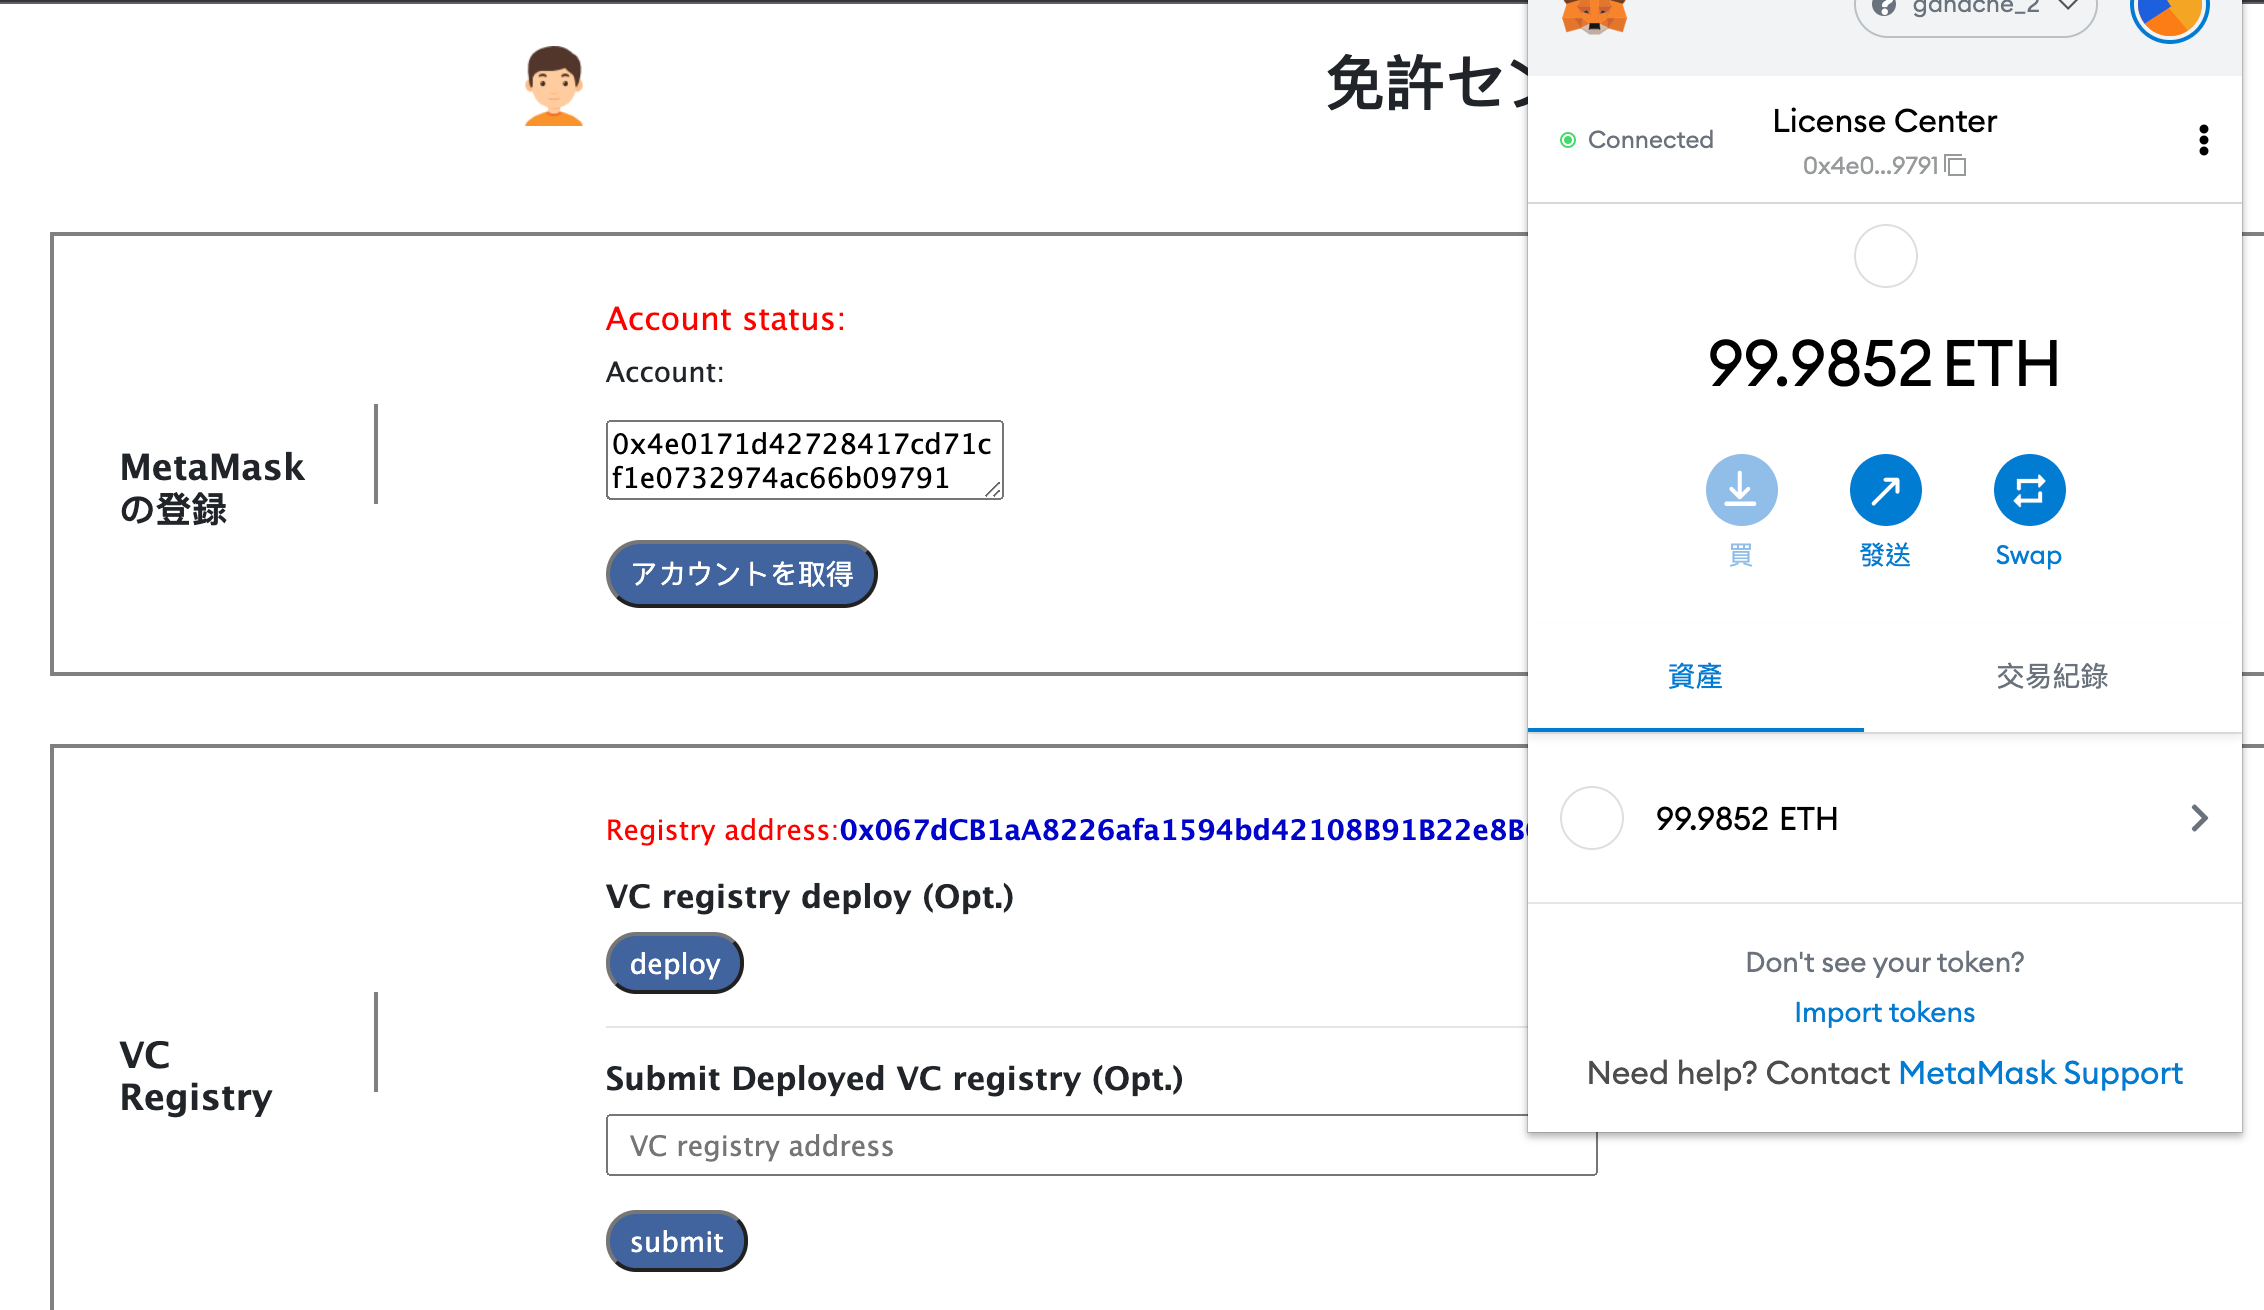 免許セン
MetaMask
の登録
Account status:
Account:
0x4e0171d42728417cd71c
f1e0732974ac66b09791
アカウントを取得
VC
Registry
Registry address:0x067dCB1aA8226afa1594bd42108B91B22e8B
VC registry deploy (Opt.)
deploy
Submit Deployed VC registry (Opt.)
VC registry address
submit
ganache_2
Connected
License Center
0x4e0...9791
99.9852 ETH
買
發送
Swap
資產
交易紀錄
99.9852 ETH
Don't see your token?
Import tokens
Need help? Contact MetaMask Support